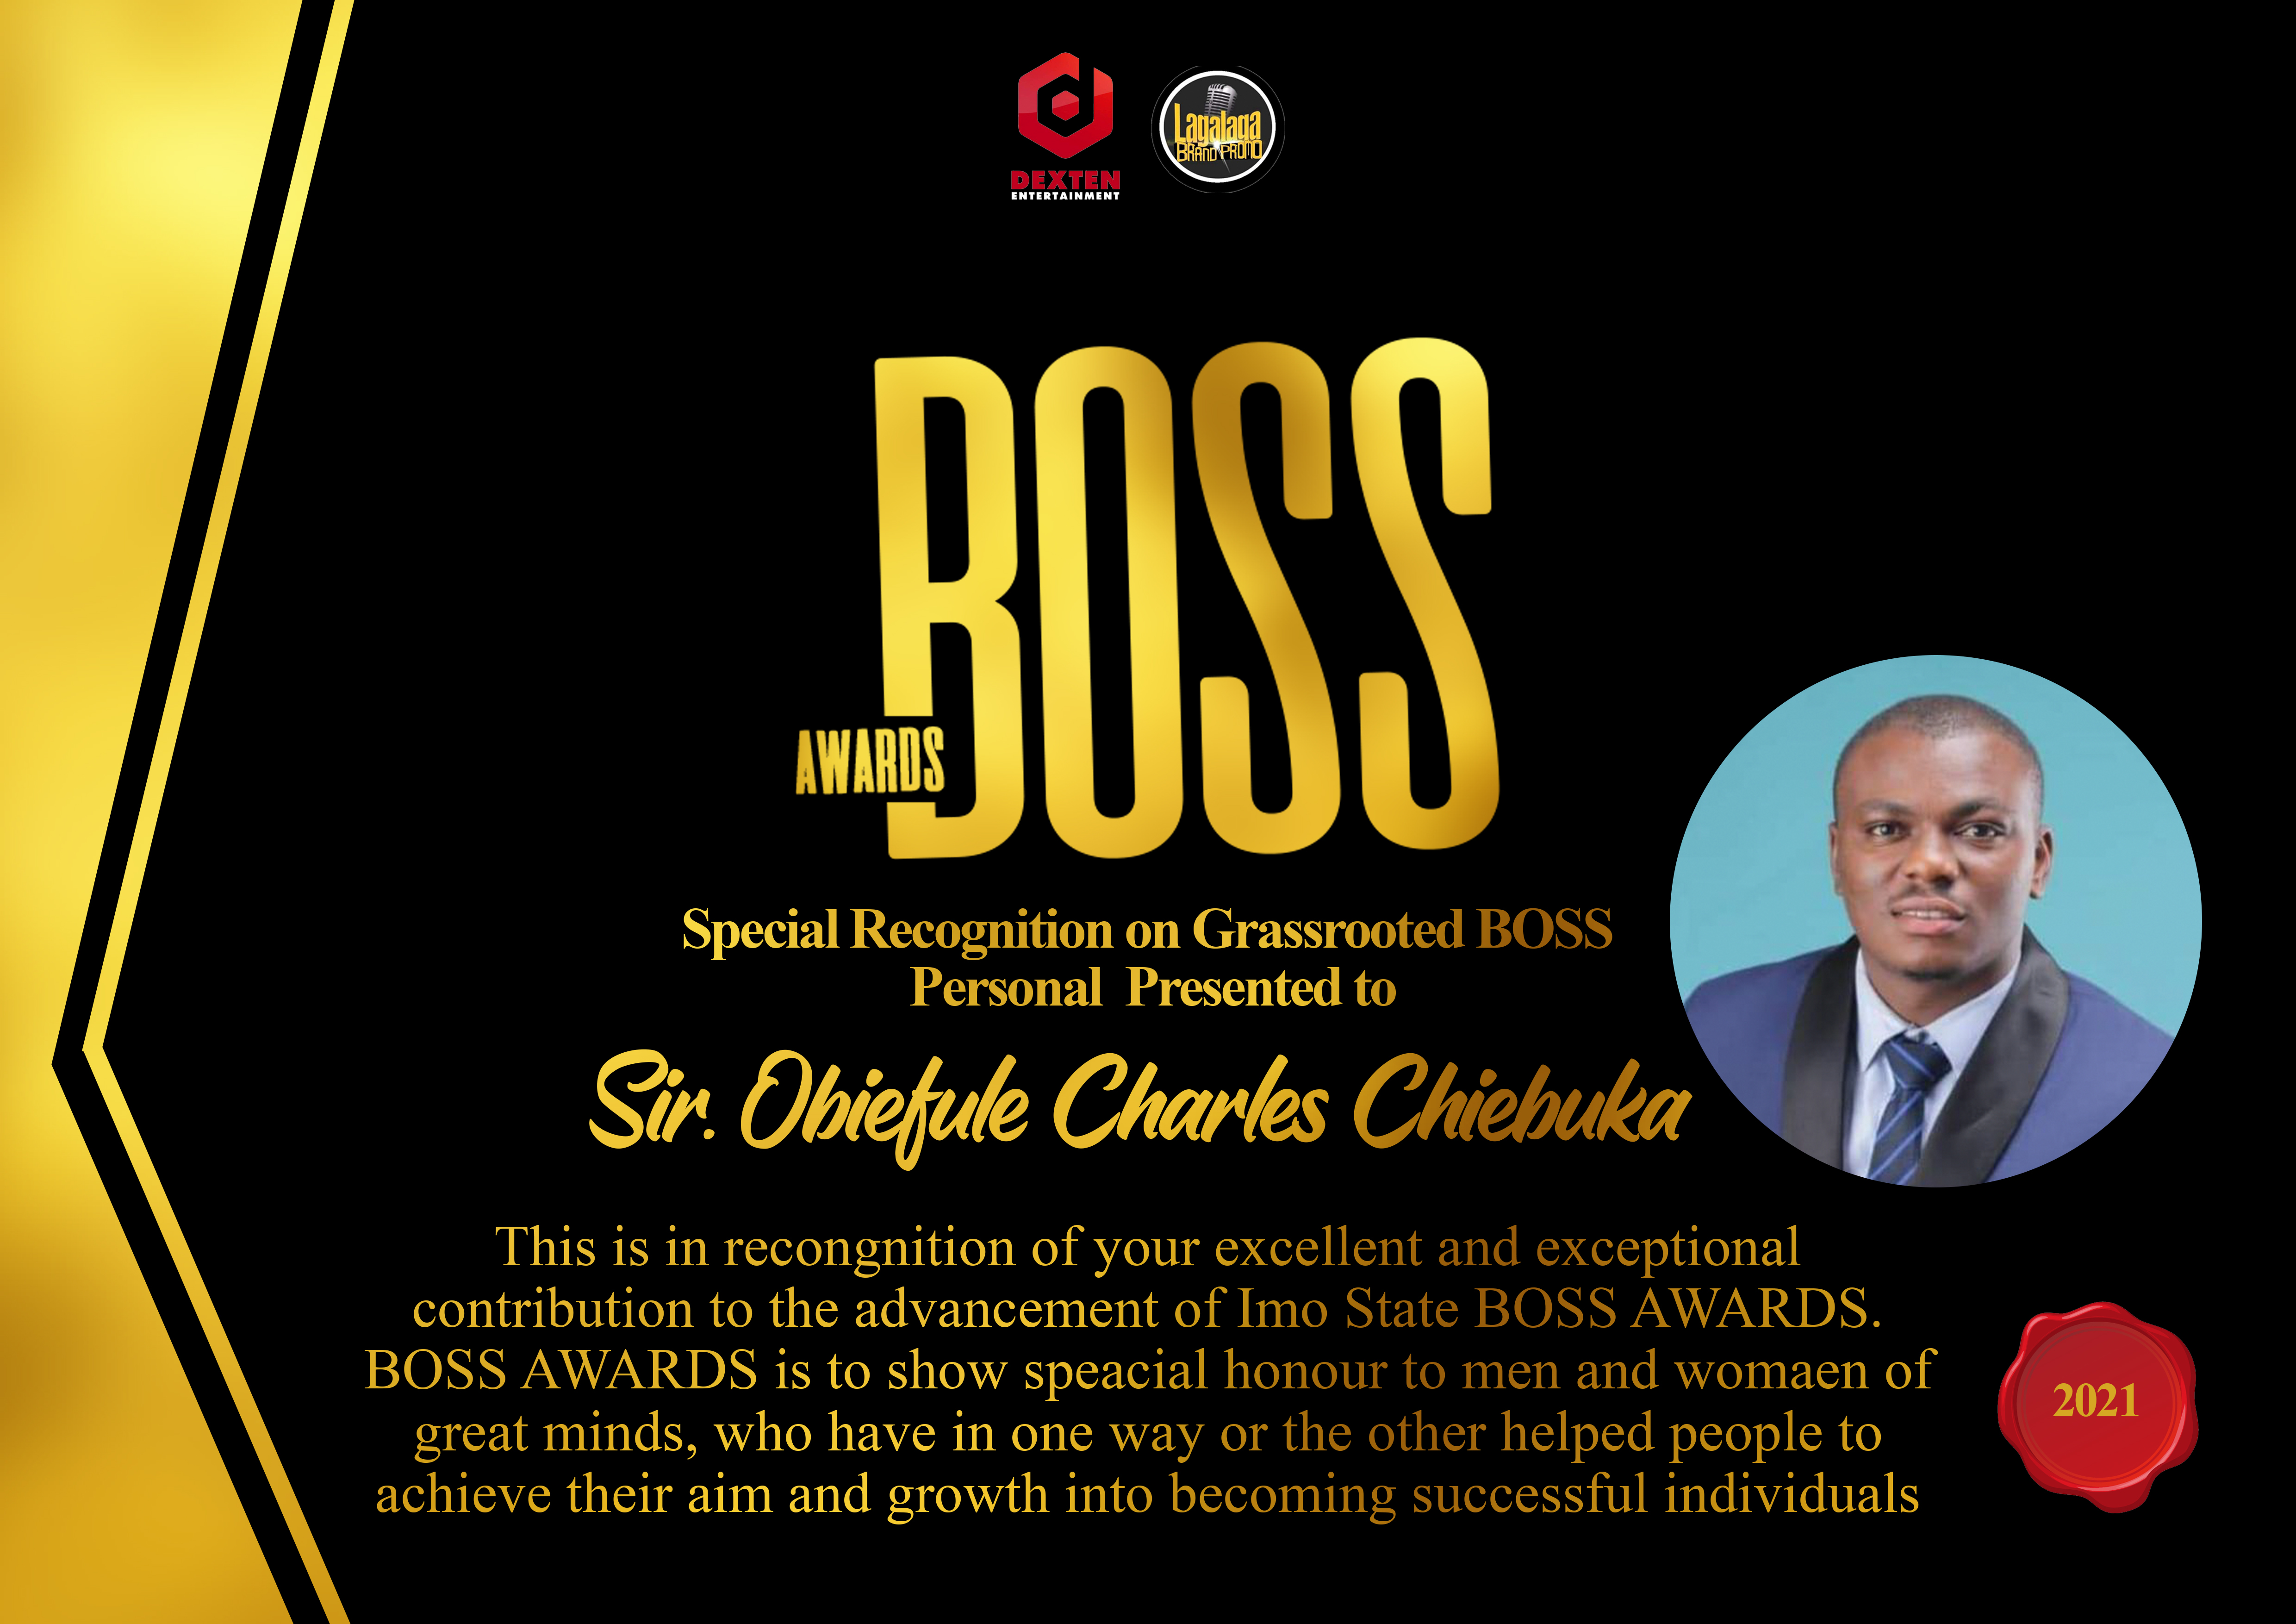 DEXTEN
ENTERTAINMENT
Lagalaga
BRAND PROMO
BOSS
AWARDS
Special Recognition on Grassrooted BOSS
Personal Presented to
Sir. Obiefule Charles Chiebuka
This is in recongnition of your excellent and exceptional
contribution to the advancement of Imo State BOSS AWARDS.
BOSS AWARDS is to show speacial honour to men and womaen of
great minds, who have in one way or the other helped people to
achieve their aim and growth into becoming successful individuals
2021